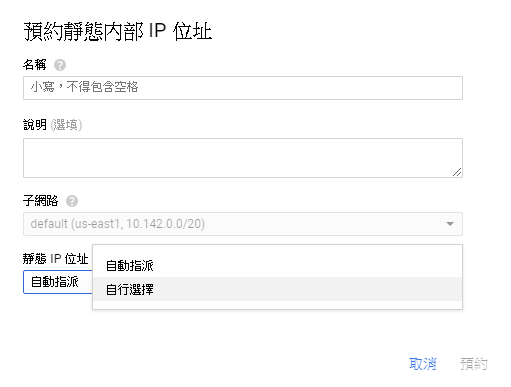 預約靜態內部 IP 位址
名稱
小寫，不得包含空格
說明 (選填)
子網路
default (us-east1, 10.142.0.0/20)
靜態 IP 位址
自動指派
自動指派
自行選擇
取消 預約